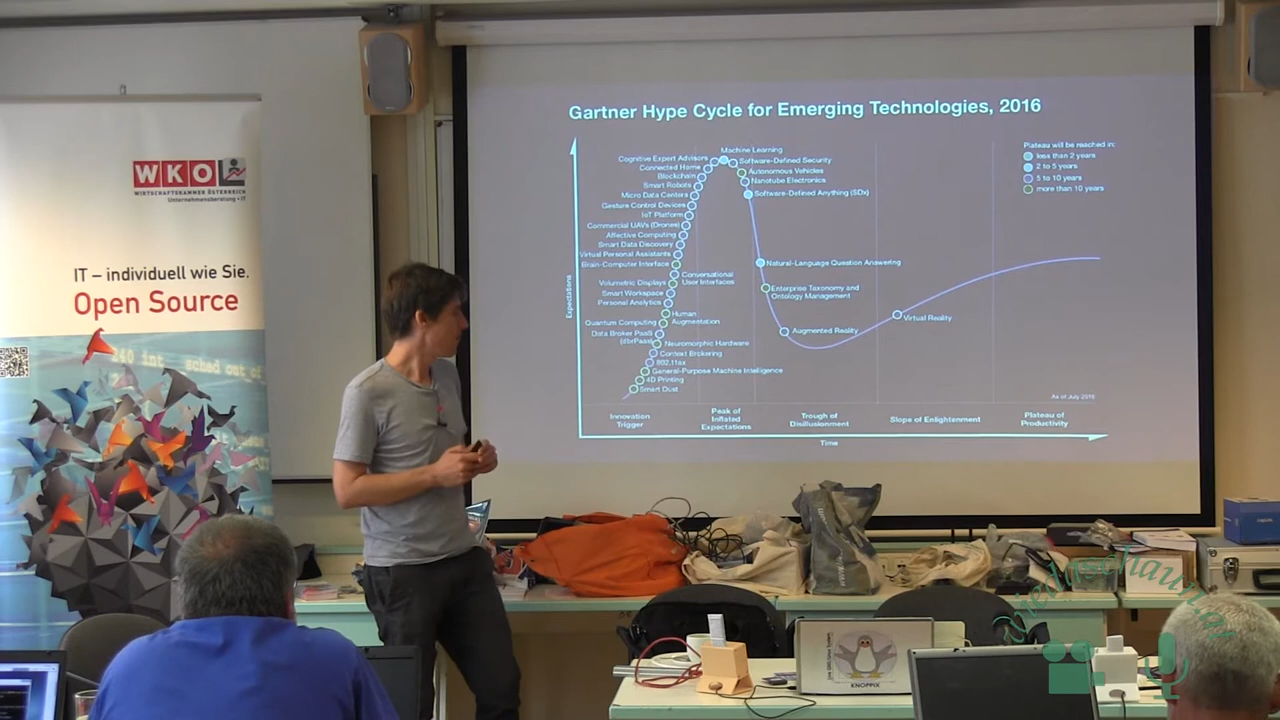 WKO
WIRTSCHAFTSKAMMER ÖSTERREICH
Unternehmensberatung • IT
IT – individuell wie Sie.
Open Source
240 int sched out_of
Gartner Hype Cycle for Emerging Technologies, 2016
Plateau will be reached in:
less than 2 years
2 to 5 years
5 to 10 years
more than 10 years
Expectations
Machine Learning
Cognitive Expert Advisors
Software-Defined Security
Connected Home
Autonomous Vehicles
Blockchain
Nanotube Electronics
Smart Robots
Micro Data Centers
Software-Defined Anything (SDx)
Gesture Control Devices
IoT Platform
Commercial UAVs (Drones)
Affective Computing
Smart Data Discovery
Virtual Personal Assistants
Brain-Computer Interface
Natural-Language Question Answering
Conversational
User Interfaces
Volumetric Displays
Enterprise Taxonomy and
Ontology Management
Smart Workspace
Personal Analytics
Human
Augmentation
Quantum Computing
Virtual Reality
Data Broker PaaS
(dbrPaaS)
Augmented Reality
Neuromorphic Hardware
Context Brokering
802.11ax
General-Purpose Machine Intelligence
4D Printing
Smart Dust
As of July 2016
Innovation
Trigger
Peak of
Inflated
Expectations
Trough of
Disillusionment
Slope of Enlightenment
Plateau of
Productivity
Time
KNOPPIX